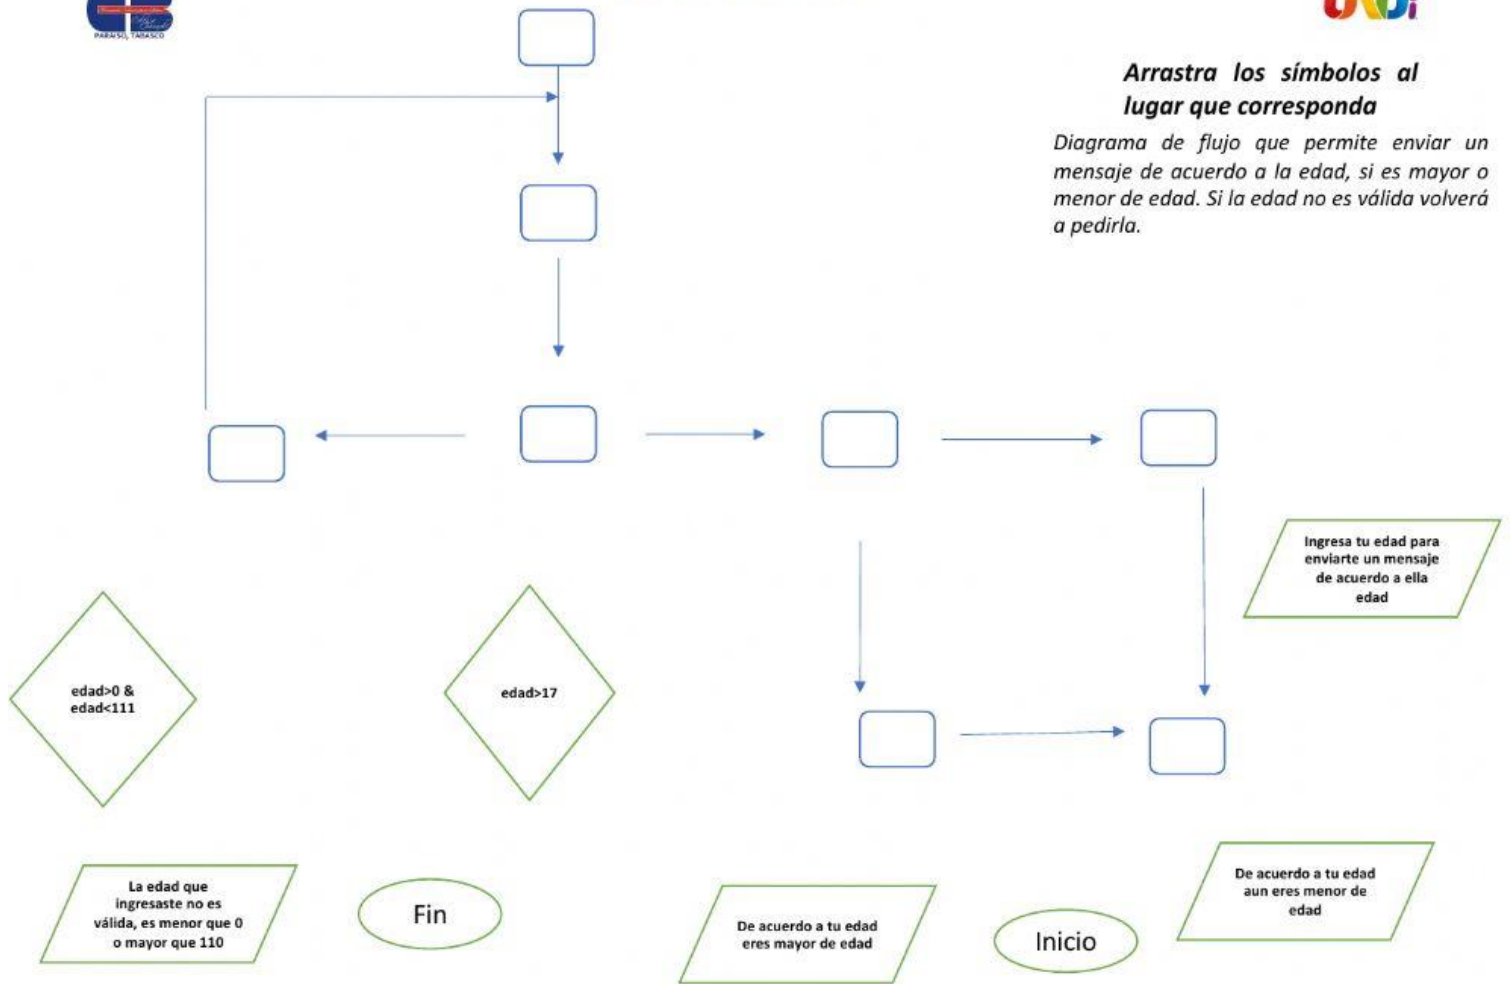 PARAÍSO, TABASCO
Arrastra los símbolos al
lugar que corresponda
Diagrama de flujo que permite enviar un
mensaje de acuerdo a la edad, si es mayor o
menor de edad. Si la edad no es válida volverá
a pedirla.
Ingresa tu edad para
enviarte un mensaje
de acuerdo a ella
edad
edad>0 &
edad<111
edad>17
La edad que
ingresaste no es
válida, es menor que 0
o mayor que 110
Fin
De acuerdo a tu edad
eres mayor de edad
Inicio
De acuerdo a tu edad
aun eres menor de
edad